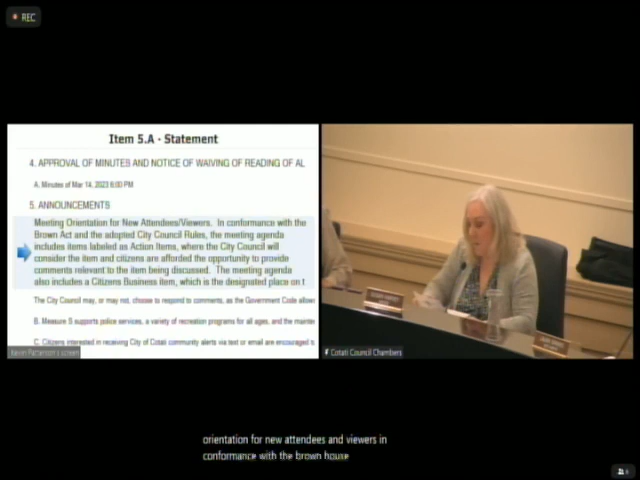 REC
Item 5.A - Statement
4. APPROVAL OF MINUTES AND NOTICE OF WAIVING OF READING OF AL
A. Minutes of Mar 14, 2023 6:00 PM
5. ANNOUNCEMENTS
Meeting Orientation for New Attendees/Viewers. In conformance with the
Brown Act and the adopted City Council Rules, the meeting agenda
includes items labeled as Action Items, where the City Council will
consider the item and citizens are afforded the opportunity to provide
comments relevant to the item being discussed. The meeting agenda
also includes a Citizens Business item, which is the designated place on t
The City Council may, or may not, choose to respond to comments, as the Government Code allow
B. Measure S supports police services, a variety of recreation programs for all ages, and the mainte
C. Citizens interested in receiving City of Cotati community alerts via text or email are encouraged
Kevin Patterson's screen
Cotati Council Chambers
orientation for new attendees and viewers in
conformance with the brown house